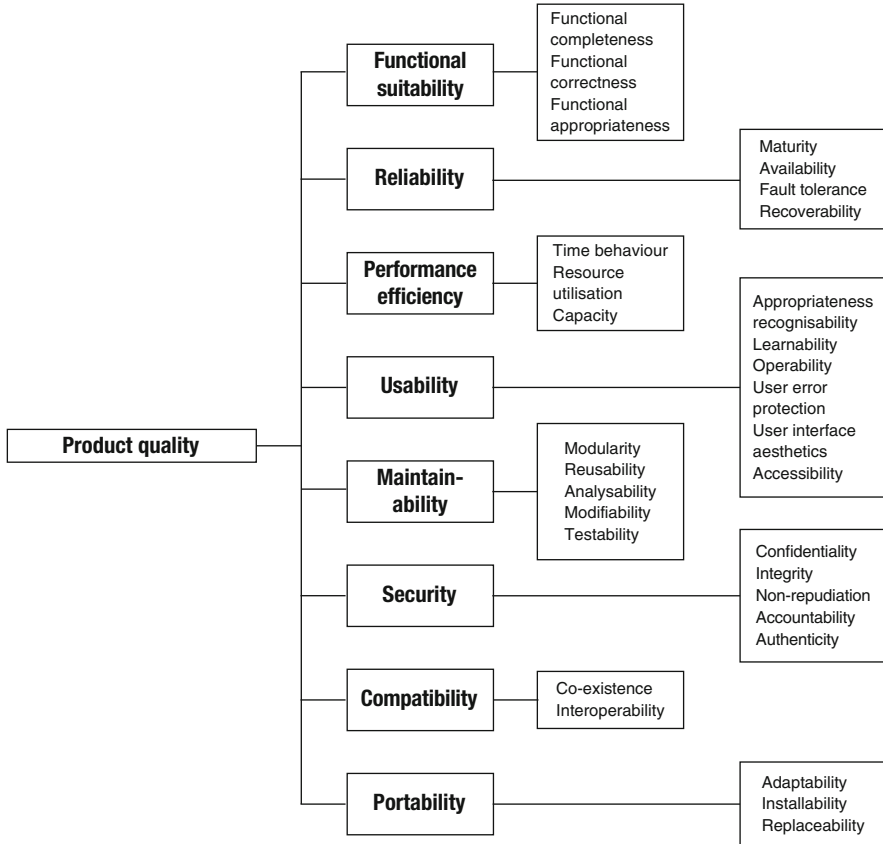 Product quality
Functional
suitability
Functional
completeness
Functional
correctness
Functional
appropriateness
Reliability
Maturity
Availability
Fault tolerance
Recoverability
Performance
efficiency
Time behaviour
Resource
utilisation
Capacity
Usability
Appropriateness
recognisability
Learnability
Operability
User error
protection
User interface
aesthetics
Accessibility
Maintain-
ability
Modularity
Reusability
Analysability
Modifiability
Testability
Security
Confidentiality
Integrity
Non-repudiation
Accountability
Authenticity
Compatibility
Co-existence
Interoperability
Portability
Adaptability
Installability
Replaceability